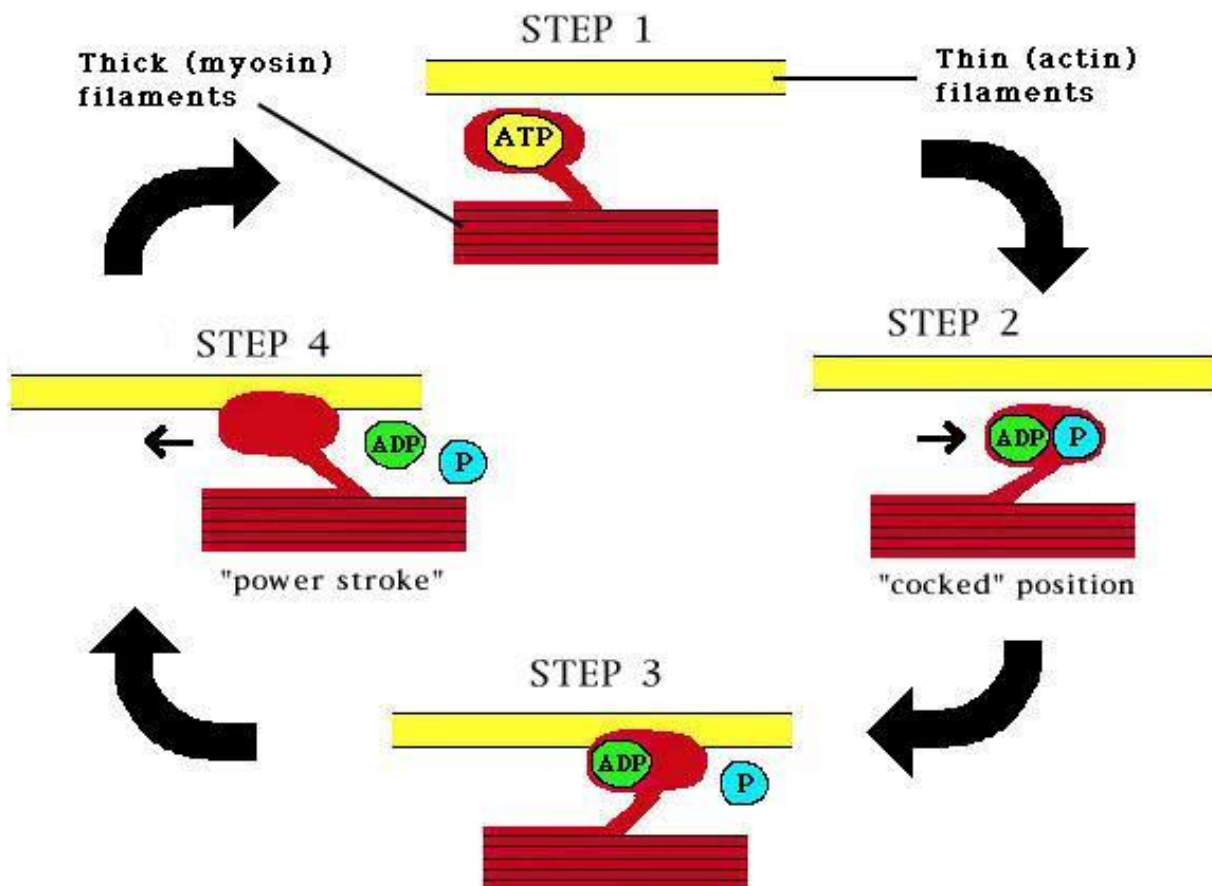 STEP 1
Thick (myosin)
filaments
Thin (actin)
filaments
ATP
STEP 2
ADP P
"cocked" position
STEP 3
ADP
P
STEP 4
ADP
P
"power stroke"